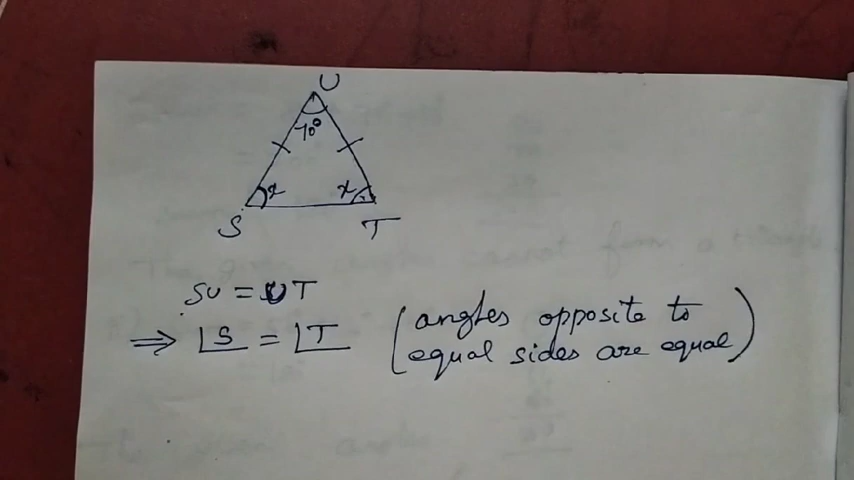 U
70°
x x
S T
SU = UT
⇒ ∠S = ∠T (angles opposite to
equal sides are equal)